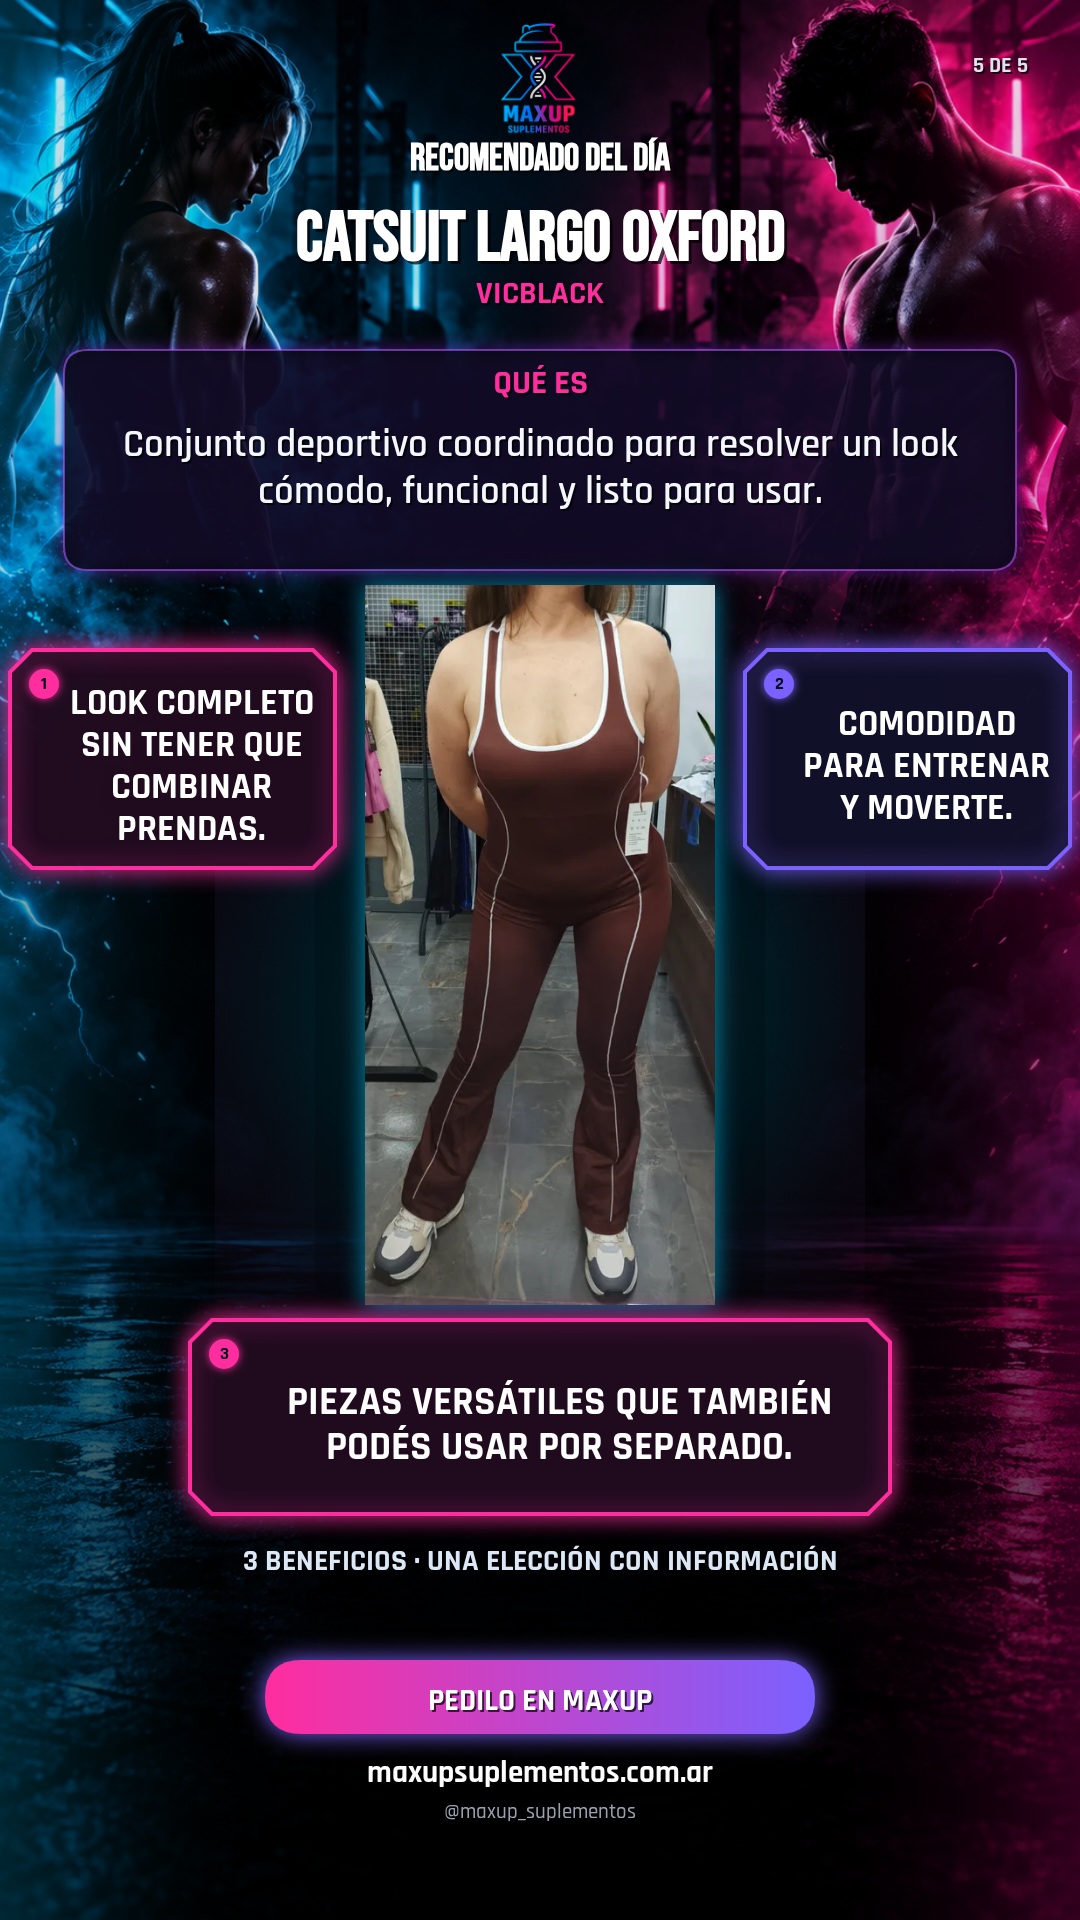 MAXUP
SUPLEMENTOS
5 DE 5
RECOMENDADO DEL DÍA
CATSUIT LARGO OXFORD
VICBLACK
QUÉ ES
Conjunto deportivo coordinado para resolver un look
cómodo, funcional y listo para usar.
1
LOOK COMPLETO
SIN TENER QUE
COMBINAR
PRENDAS.
2
COMODIDAD
PARA ENTRENAR
Y MOVERTE.
3
PIEZAS VERSÁTILES QUE TAMBIÉN
PODÉS USAR POR SEPARADO.
3 BENEFICIOS · UNA ELECCIÓN CON INFORMACIÓN
PEDILO EN MAXUP
maxupsuplementos.com.ar
@maxup_suplementos